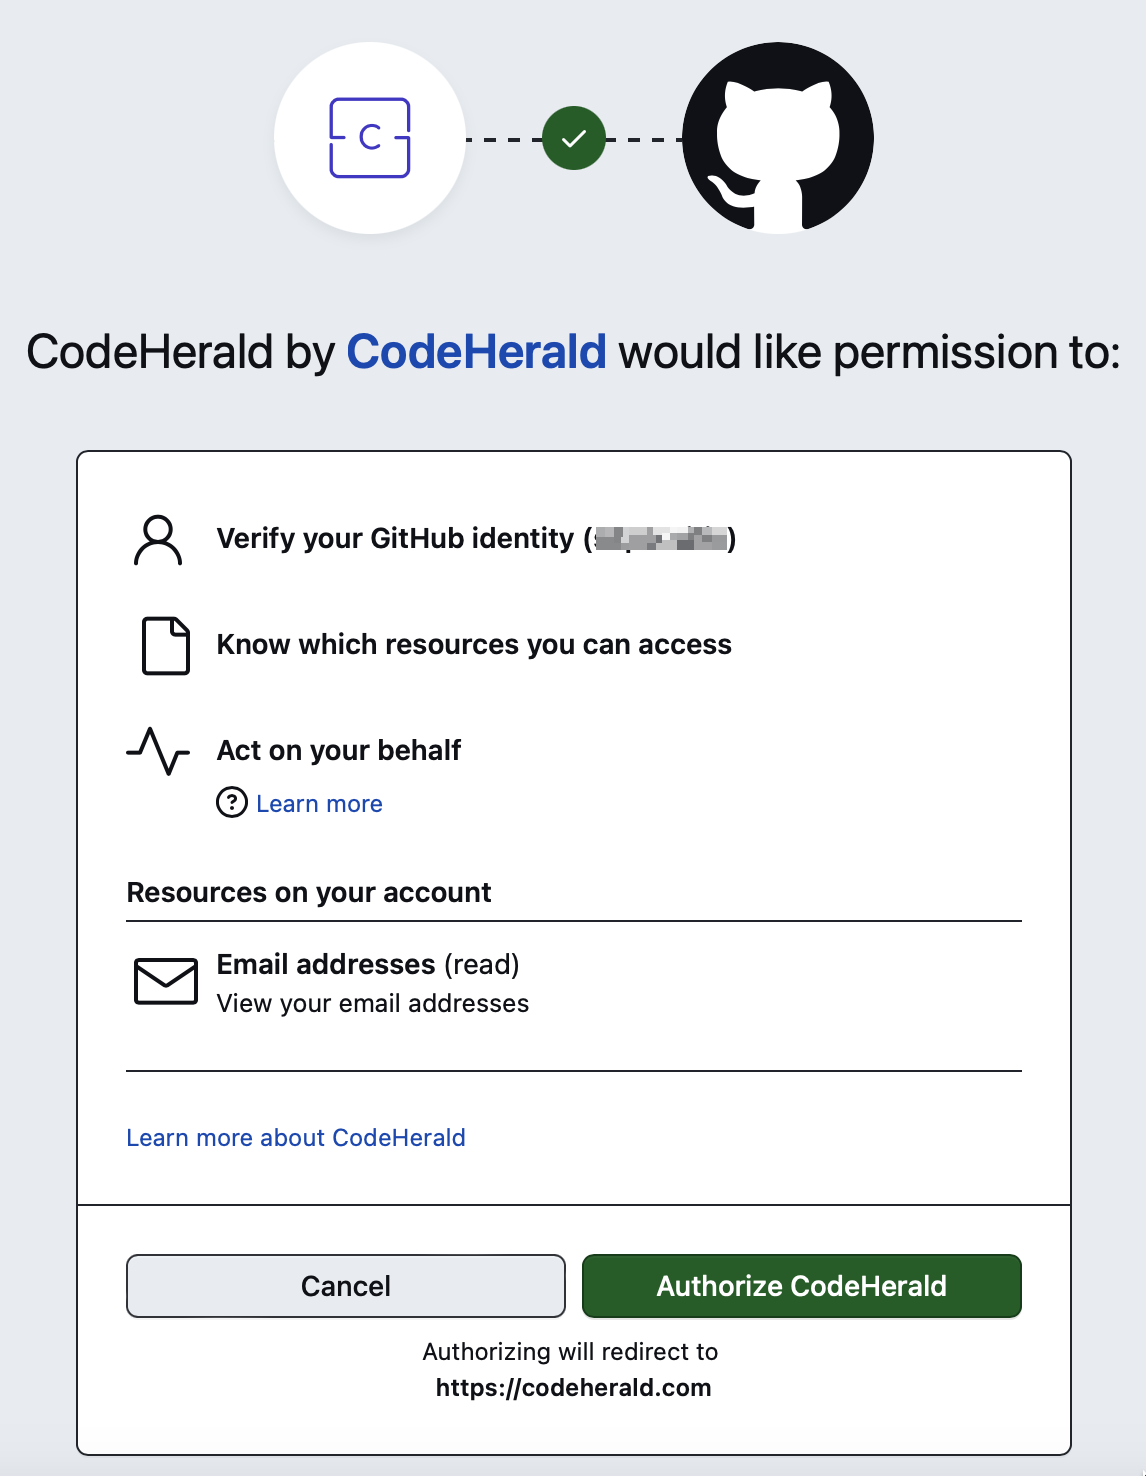 C
CodeHerald by CodeHerald would like permission to:
Verify your GitHub identity ( )
Know which resources you can access
Act on your behalf
? Learn more
Resources on your account
Email addresses (read)
View your email addresses
Learn more about CodeHerald
Cancel
Authorize CodeHerald
Authorizing will redirect to
https://codeherald.com